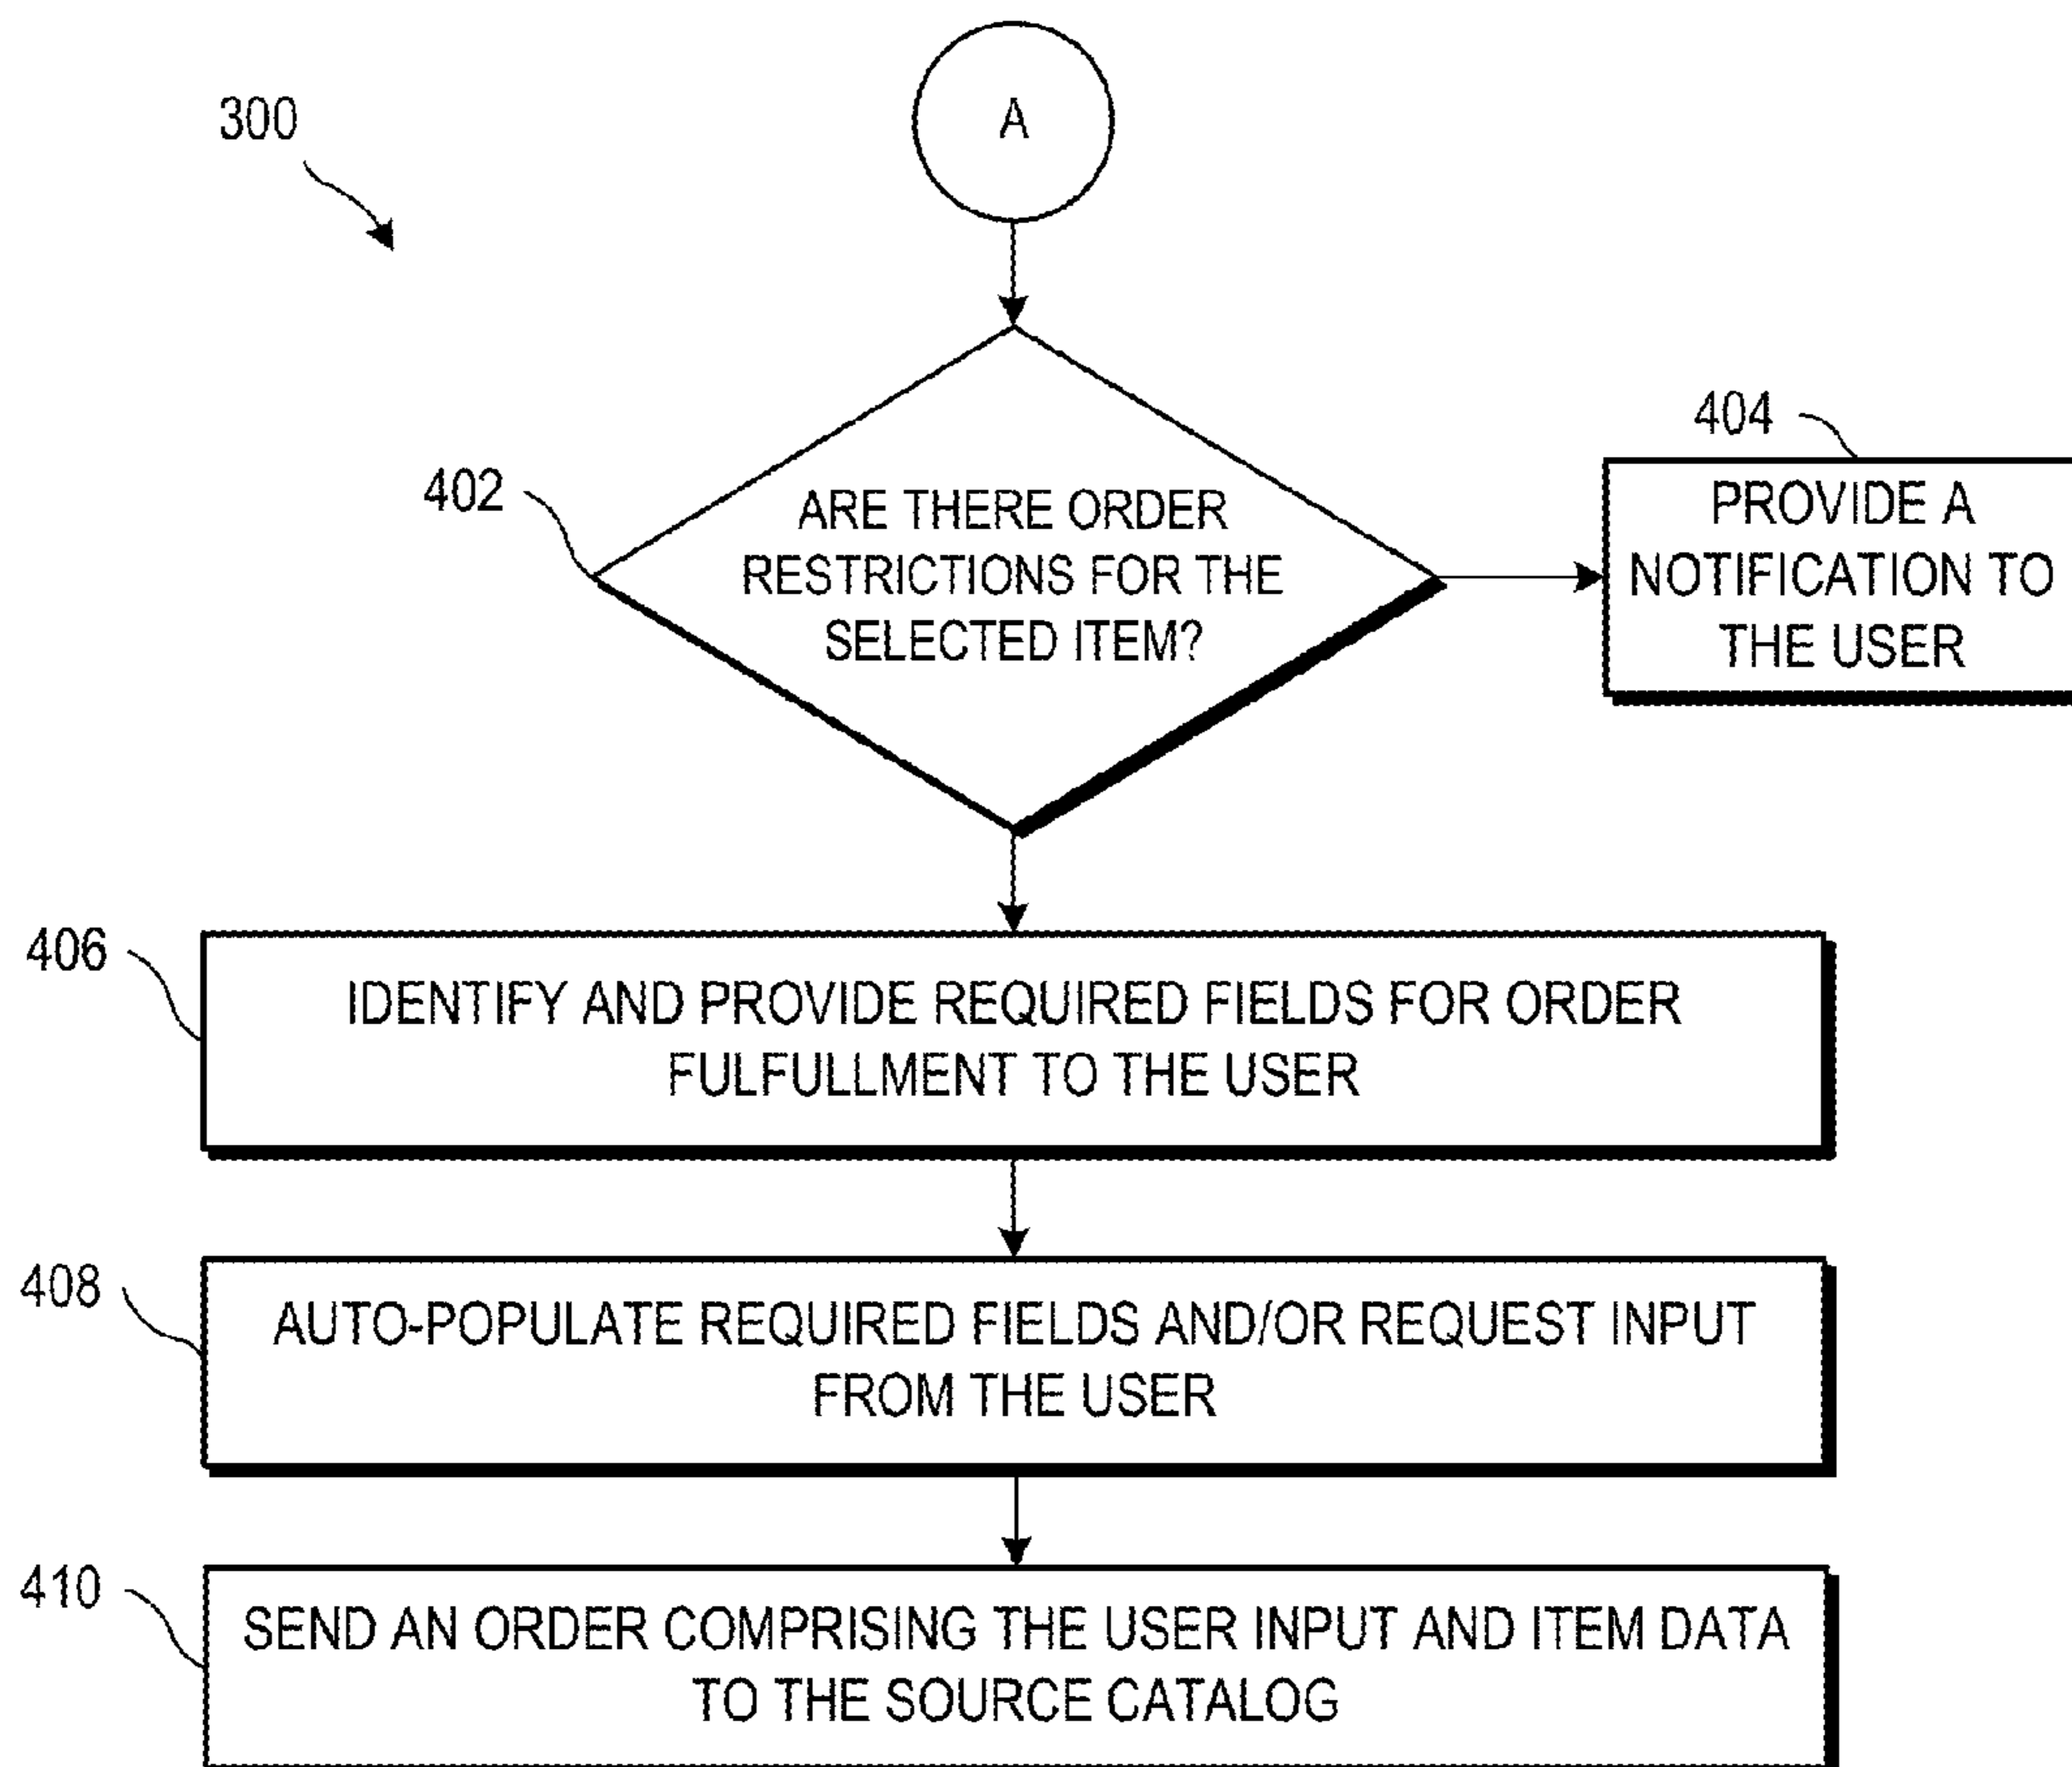 300
A
402
ARE THERE ORDER
RESTRICTIONS FOR THE
SELECTED ITEM?
404
PROVIDE A
NOTIFICATION TO
THE USER
406
IDENTIFY AND PROVIDE REQUIRED FIELDS FOR ORDER
FULFULLMENT TO THE USER
408
AUTO-POPULATE REQUIRED FIELDS AND/OR REQUEST INPUT
FROM THE USER
410
SEND AN ORDER COMPRISING THE USER INPUT AND ITEM DATA
TO THE SOURCE CATALOG